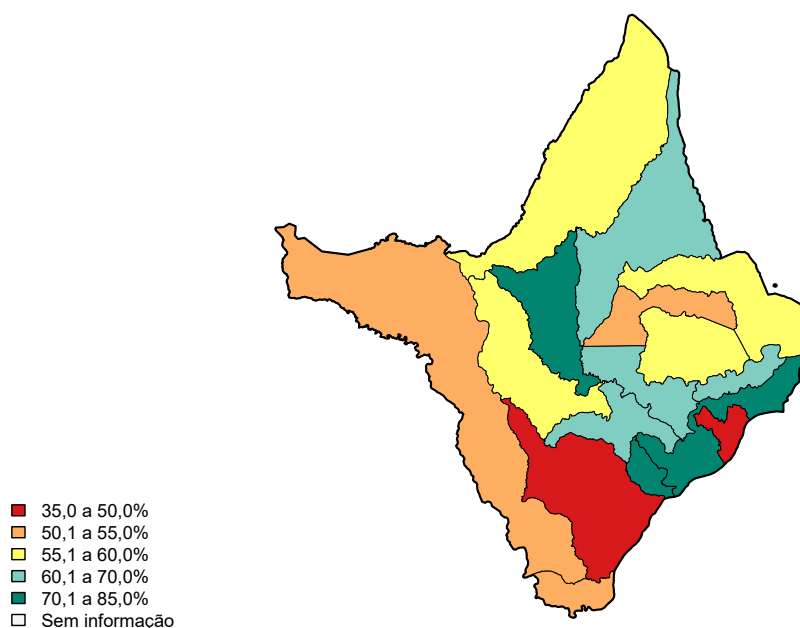 35,0 a 50,0%
50,1 a 55,0%
55,1 a 60,0%
60,1 a 70,0%
70,1 a 85,0%
Sem informação